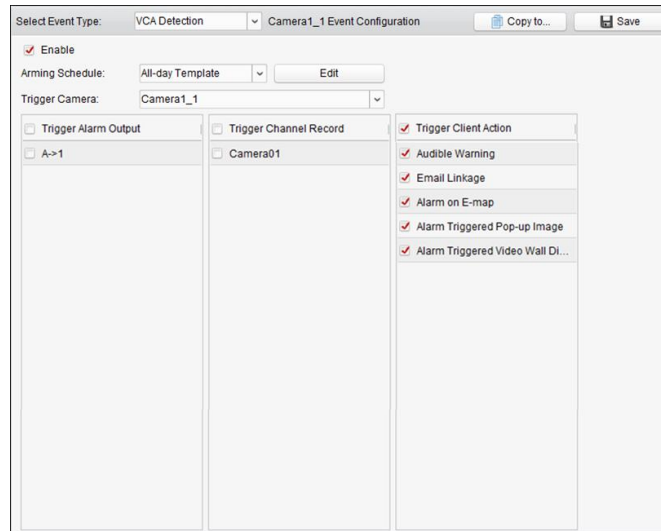 Select Event Type: VCA Detection Camera1_1 Event Configuration Copy to... Save
Enable
Arming Schedule: All-day Template Edit
Trigger Camera: Camera1_1
Trigger Alarm Output Trigger Channel Record Trigger Client Action
A->1 Camera01 Audible Warning
Email Linkage
Alarm on E-map
Alarm Triggered Pop-up Image
Alarm Triggered Video Wall Di...